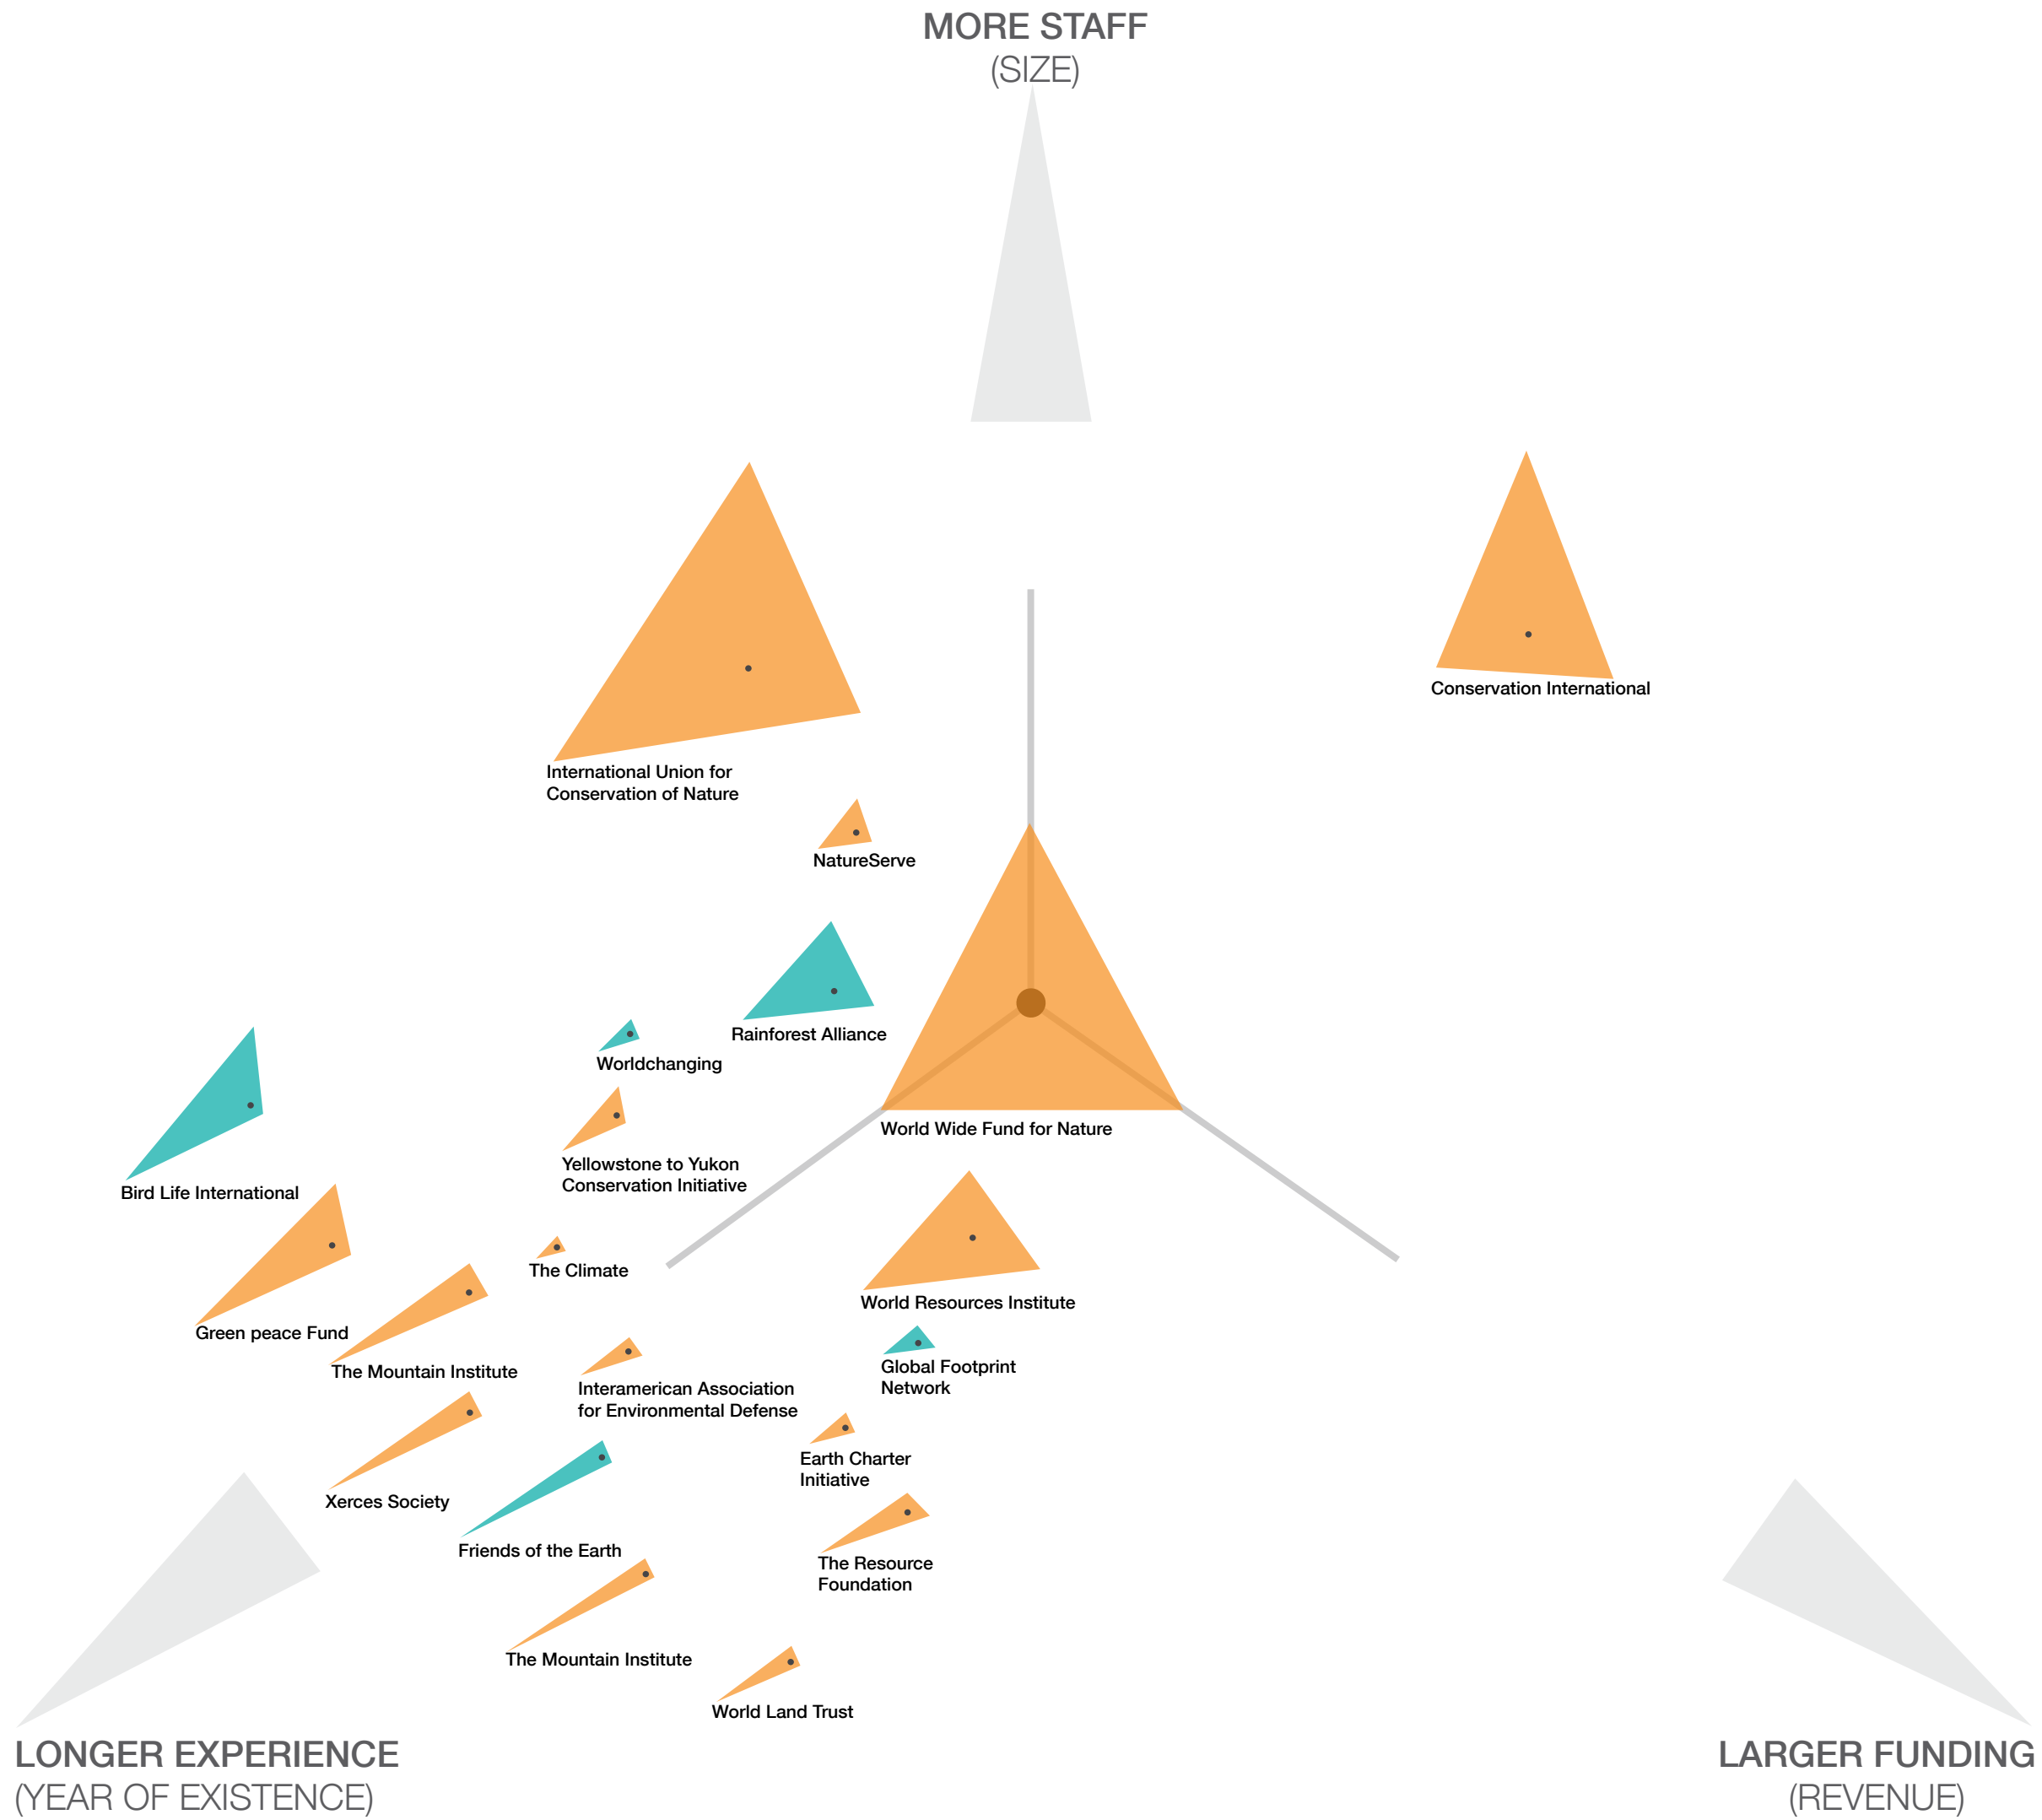 MORE STAFF
(SIZE)
Conservation International
International Union for
Conservation of Nature
NatureServe
Rainforest Alliance
Worldchanging
World Wide Fund for Nature
Yellowstone to Yukon
Conservation Initiative
Bird Life International
The Climate
World Resources Institute
Green peace Fund
The Mountain Institute
Global Footprint
Network
Interamerican Association
for Environmental Defense
Earth Charter
Initiative
Xerces Society
Friends of the Earth
The Resource
Foundation
The Mountain Institute
World Land Trust
LONGER EXPERIENCE
(YEAR OF EXISTENCE)
LARGER FUNDING
(REVENUE)